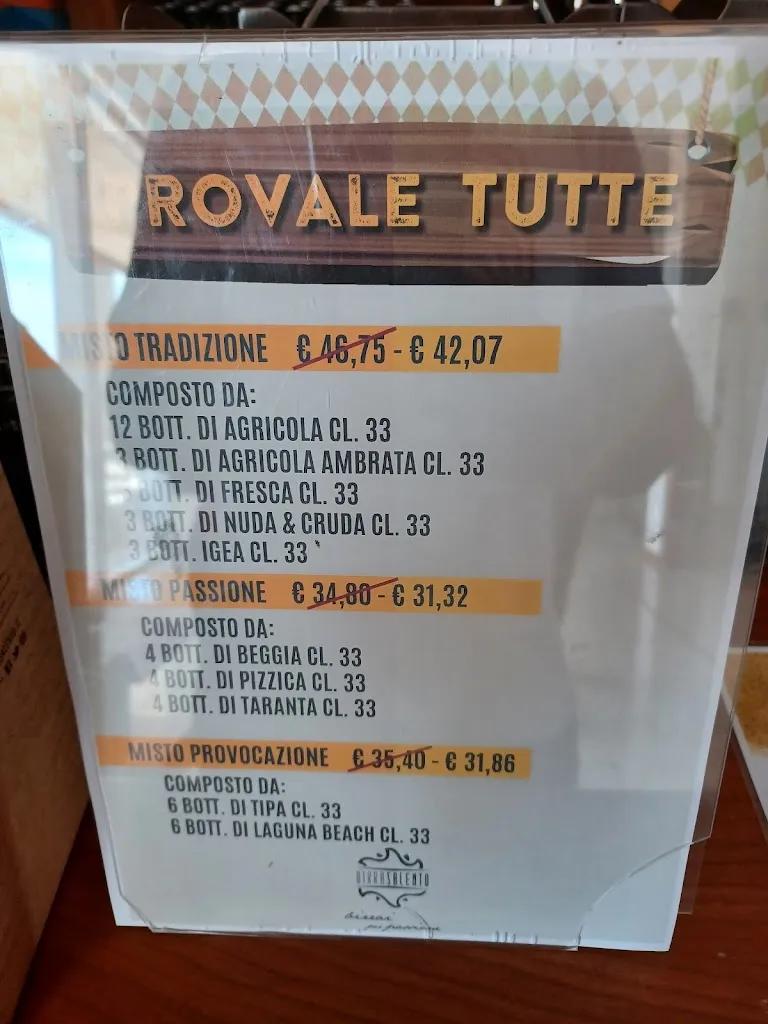 ROVALE TUTTE
MISTO TRADIZIONE € 46,75 - € 42,07
COMPOSTO DA:
12 BOTT. DI AGRICOLA CL. 33
3 BOTT. DI AGRICOLA AMBRATA CL. 33
BOTT. DI FRESCA CL. 33
3 BOTT. DI NUDA & CRUDA CL. 33
3 BOTT. IGEA CL. 33
MISTO PASSIONE € 34,80 - € 31,32
COMPOSTO DA:
4 BOTT. DI BEGGIA CL. 33
4 BOTT. DI PIZZICA CL. 33
4 BOTT. DI TARANTA CL. 33
MISTO PROVOCAZIONE € 35,40 - € 31,86
COMPOSTO DA:
6 BOTT. DI TIPA CL. 33
6 BOTT. DI LAGUNA BEACH CL. 33
BIRRASALENTO